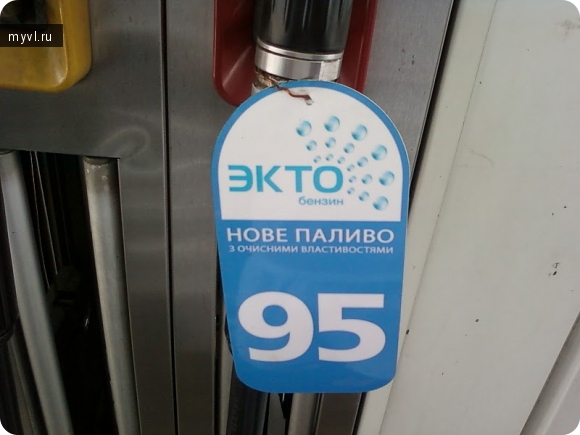 myvl.ru
ЭКТО
бензин
НОВЕ ПАЛИВО
З ОЧИСНИМИ ВЛАСТИВОСТЯМИ
95